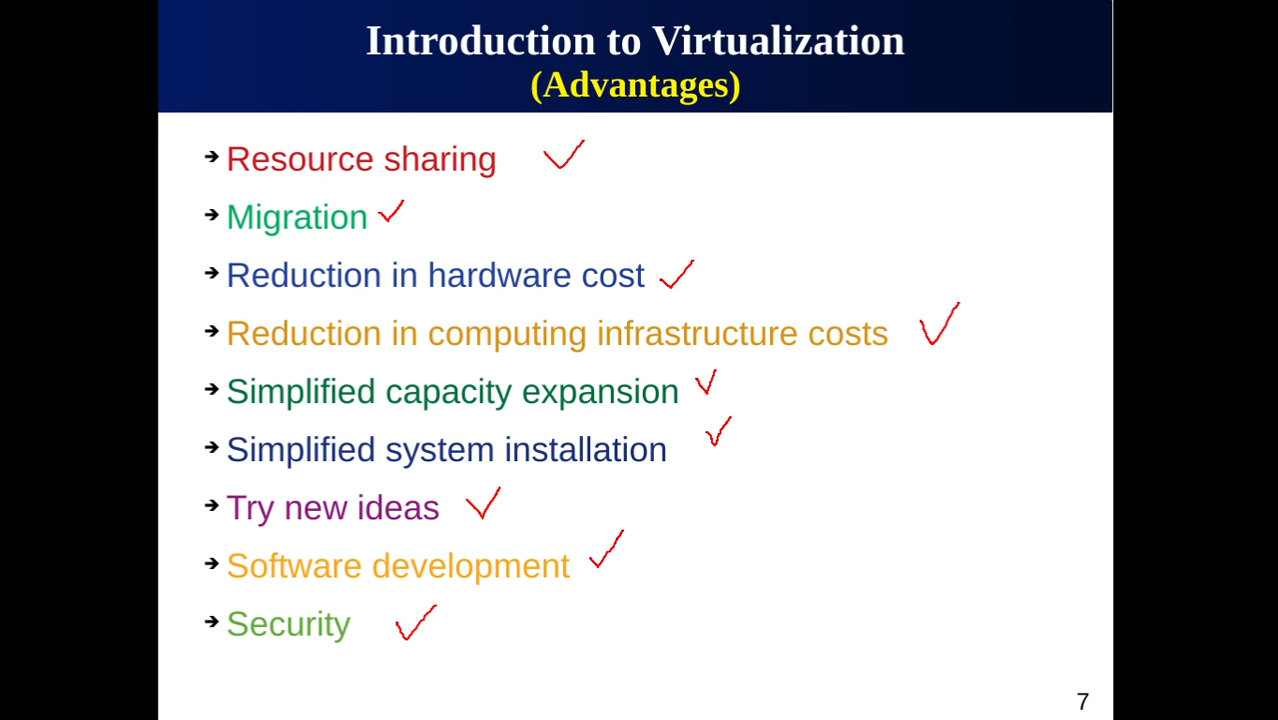 Introduction to Virtualization
(Advantages)
➔ Resource sharing
➔ Migration
➔ Reduction in hardware cost
➔ Reduction in computing infrastructure costs
➔ Simplified capacity expansion
➔ Simplified system installation
➔ Try new ideas
➔ Software development
➔ Security
7